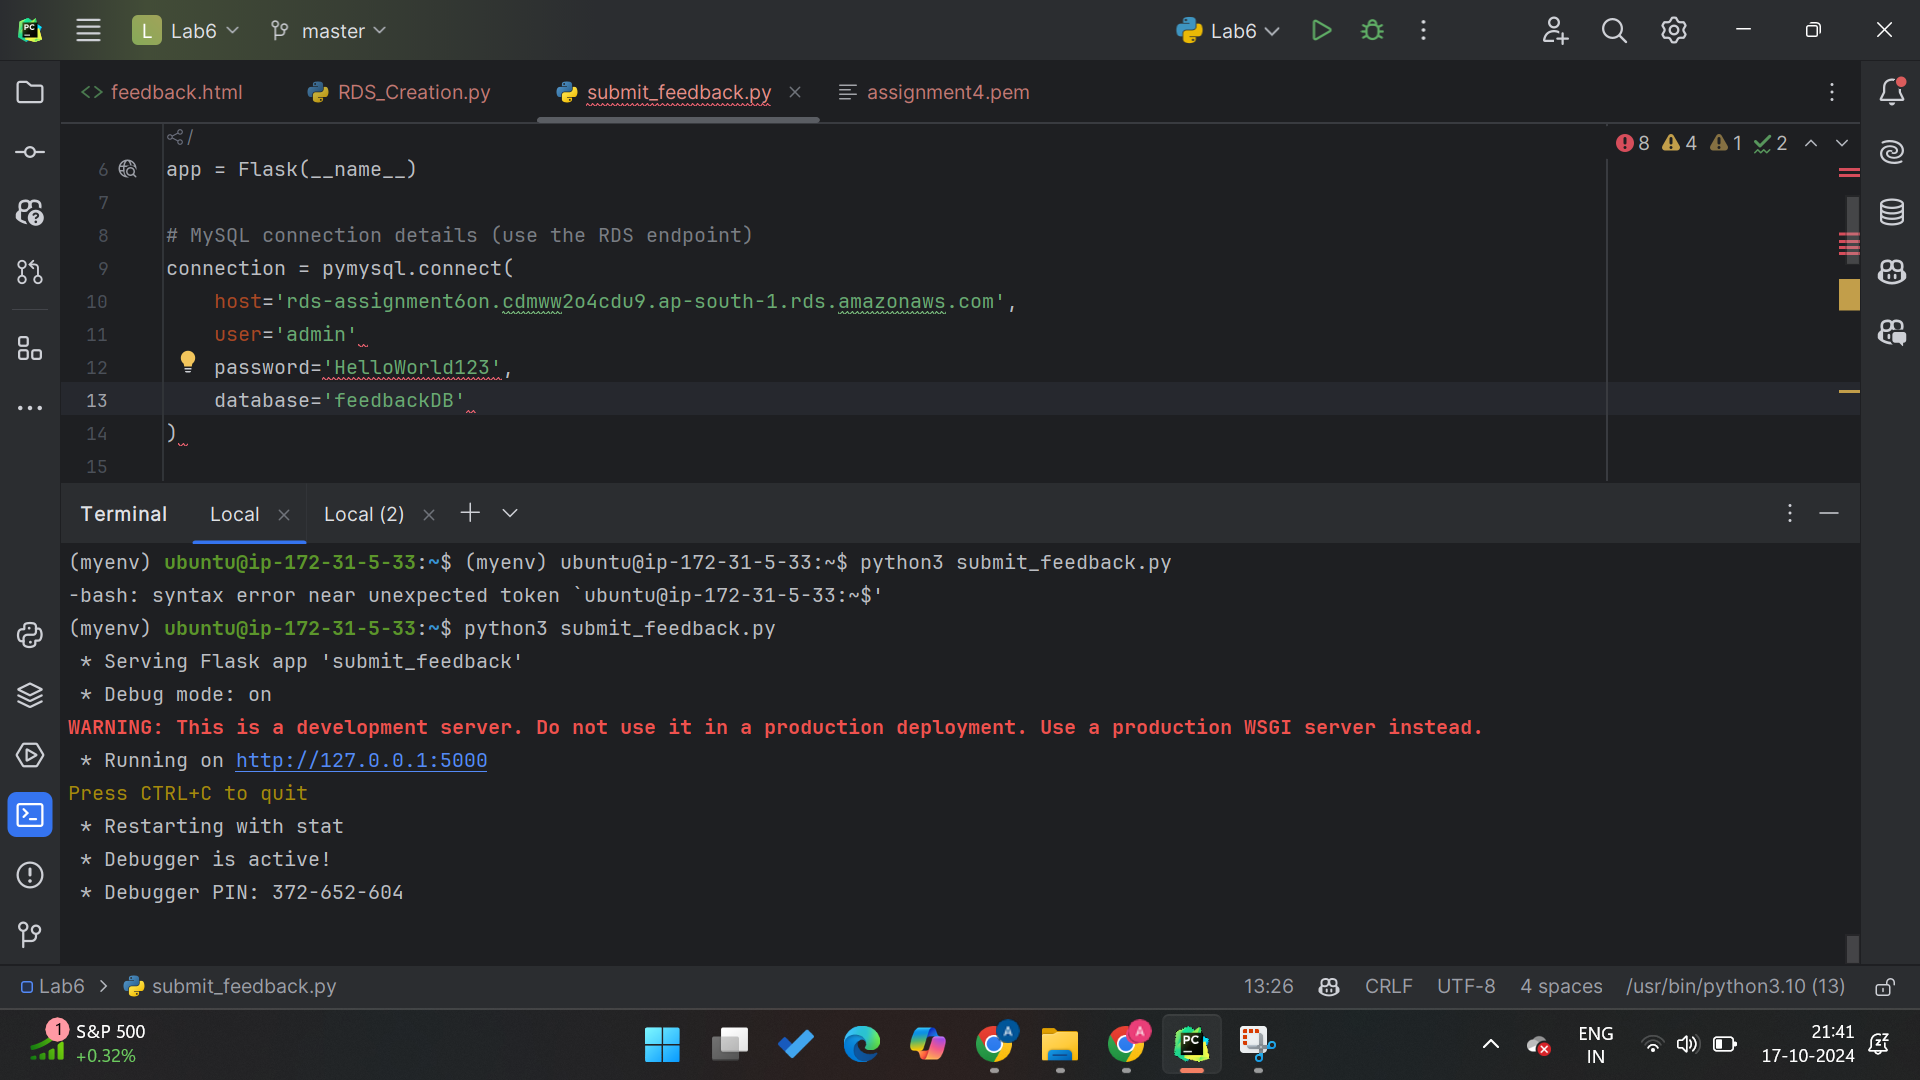 PC
L Lab6
master
Lab6
<> feedback.html
RDS_Creation.py
submit_feedback.py
assignment4.pem
/
8 4 1 2
6 app = Flask(__name__)
7
8 # MySQL connection details (use the RDS endpoint)
9 connection = pymysql.connect(
10 host='rds-assignment6on.cdmww2o4cdu9.ap-south-1.rds.amazonaws.com',
11 user='admin'
12 password='HelloWorld123',
13 database='feedbackDB'
14 )
15
Terminal
Local
Local (2)
(myenv) ubuntu@ip-172-31-5-33:~$ (myenv) ubuntu@ip-172-31-5-33:~$ python3 submit_feedback.py
-bash: syntax error near unexpected token `ubuntu@ip-172-31-5-33:~$'
(myenv) ubuntu@ip-172-31-5-33:~$ python3 submit_feedback.py
* Serving Flask app 'submit_feedback'
* Debug mode: on
WARNING: This is a development server. Do not use it in a production deployment. Use a production WSGI server instead.
* Running on http://127.0.0.1:5000
Press CTRL+C to quit
* Restarting with stat
* Debugger is active!
* Debugger PIN: 372-652-604
Lab6 > submit_feedback.py
13:26
CRLF
UTF-8
4 spaces
/usr/bin/python3.10 (13)
1
S&P 500
+0.32%
A
A
PC
ENG
IN
21:41
17-10-2024